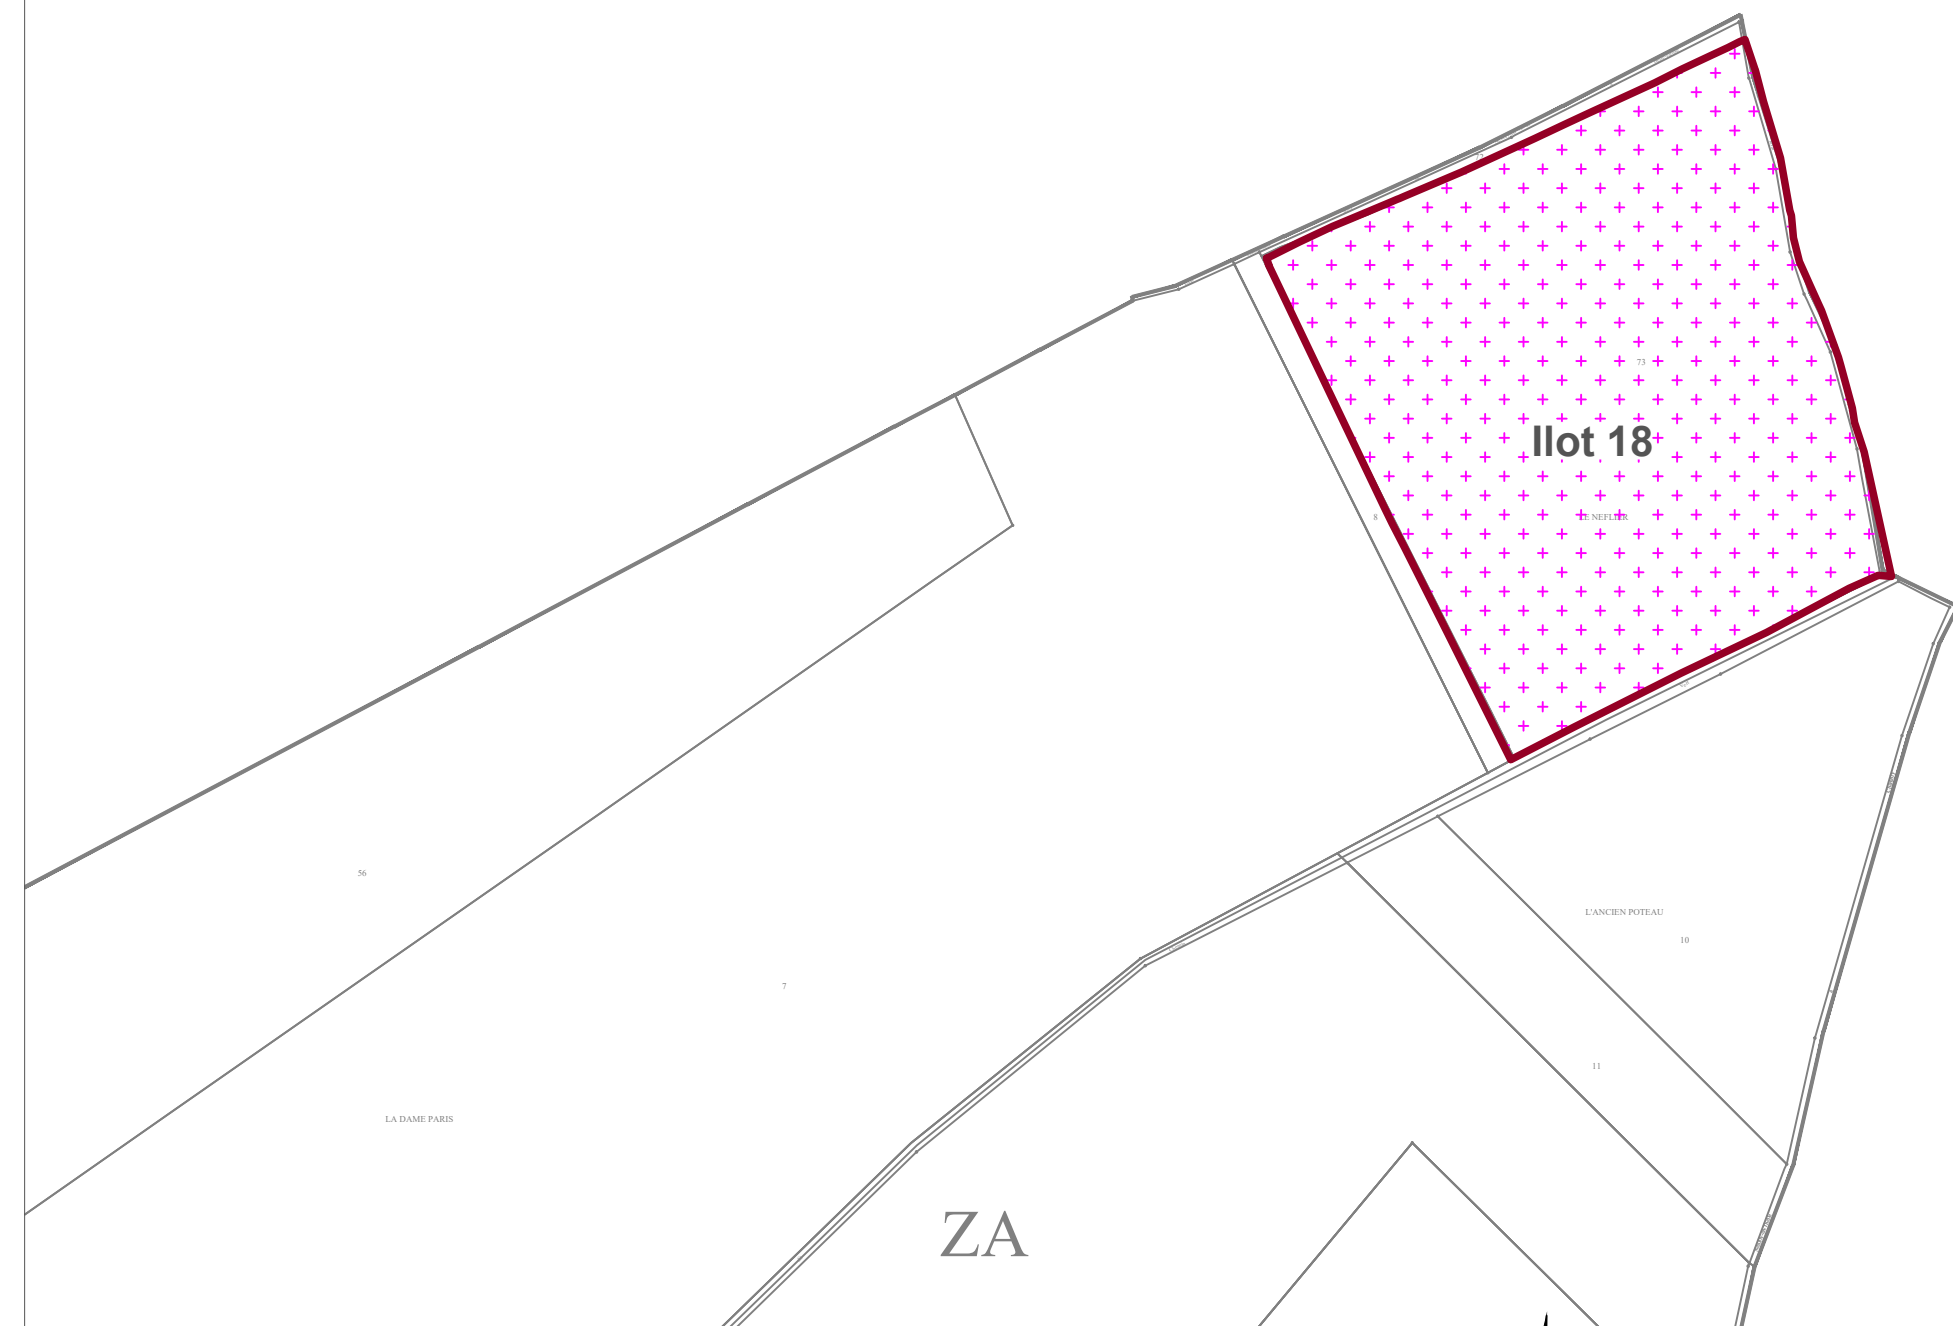 73
Ilot 18
8
LE NEFLIER
56
L'ANCIEN POTEAU
10
7
11
LA DAME PARIS
ZA